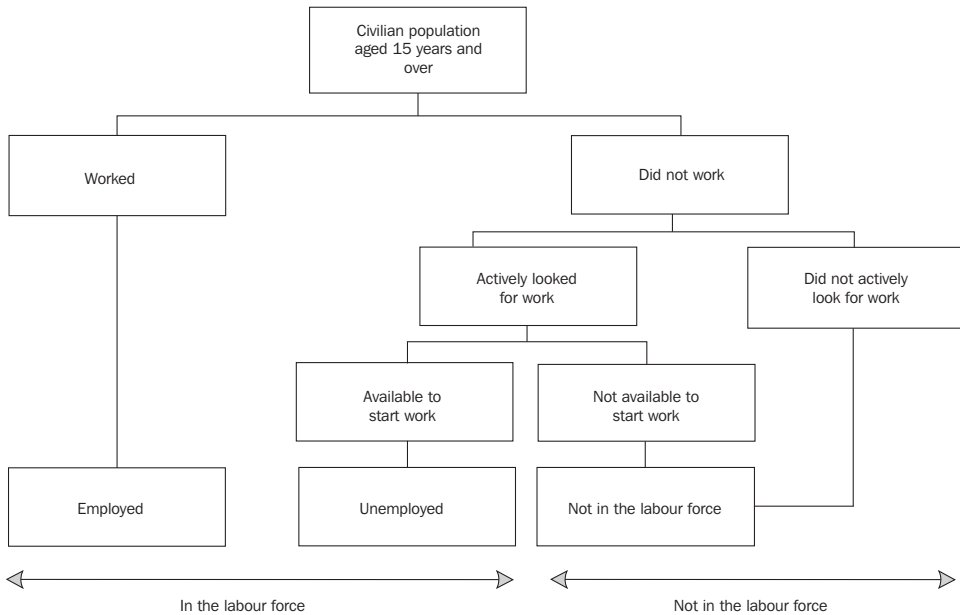 Civilian population
aged 15 years and
over
Worked
Did not work
Actively looked
for work
Did not actively
look for work
Available to
start work
Not available to
start work
Employed
Unemployed
Not in the labour force
In the labour force
Not in the labour force